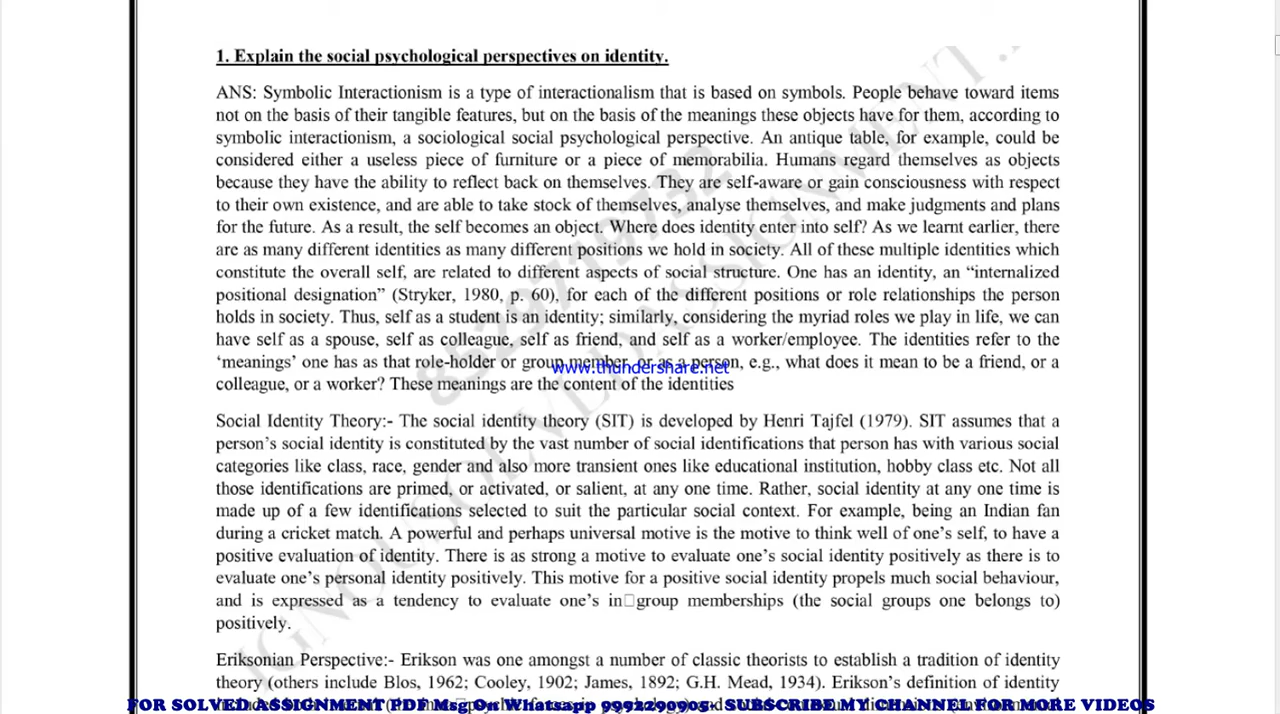 1. Explain the social psychological perspectives on identity.
ANS: Symbolic Interactionism is a type of interactionalism that is based on symbols. People behave toward items
not on the basis of their tangible features, but on the basis of the meanings these objects have for them, according to
symbolic interactionism, a sociological social psychological perspective. An antique table, for example, could be
considered either a useless piece of furniture or a piece of memorabilia. Humans regard themselves as objects
because they have the ability to reflect back on themselves. They are self-aware or gain consciousness with respect
to their own existence, and are able to take stock of themselves, analyse themselves, and make judgments and plans
for the future. As a result, the self becomes an object. Where does identity enter into self? As we learnt earlier, there
are as many different identities as many different positions we hold in society. All of these multiple identities which
constitute the overall self, are related to different aspects of social structure. One has an identity, an “internalized
positional designation” (Stryker, 1980, p. 60), for each of the different positions or role relationships the person
holds in society. Thus, self as a student is an identity; similarly, considering the myriad roles we play in life, we can
have self as a spouse, self as colleague, self as friend, and self as a worker/employee. The identities refer to the
‘meanings’ one has as that role-holder or group member, or as a person, e.g., what does it mean to be a friend, or a
www.thundershare.net
colleague, or a worker? These meanings are the content of the identities
Social Identity Theory:- The social identity theory (SIT) is developed by Henri Tajfel (1979). SIT assumes that a
person’s social identity is constituted by the vast number of social identifications that person has with various social
categories like class, race, gender and also more transient ones like educational institution, hobby class etc. Not all
those identifications are primed, or activated, or salient, at any one time. Rather, social identity at any one time is
made up of a few identifications selected to suit the particular social context. For example, being an Indian fan
during a cricket match. A powerful and perhaps universal motive is the motive to think well of one’s self, to have a
positive evaluation of identity. There is as strong a motive to evaluate one’s social identity positively as there is to
evaluate one’s personal identity positively. This motive for a positive social identity propels much social behaviour,
and is expressed as a tendency to evaluate one’s in□group memberships (the social groups one belongs to)
positively.
Eriksonian Perspective:- Erikson was one amongst a number of classic theorists to establish a tradition of identity
theory (others include Blos, 1962; Cooley, 1902; James, 1892; G.H. Mead, 1934). Erikson’s definition of identity
FOR SOLVED ASSIGNMENT PDF Msg On Whatsapp 9992290905- SUBSCRIBE MY CHANNEL FOR MORE VIDEOS
8529719732